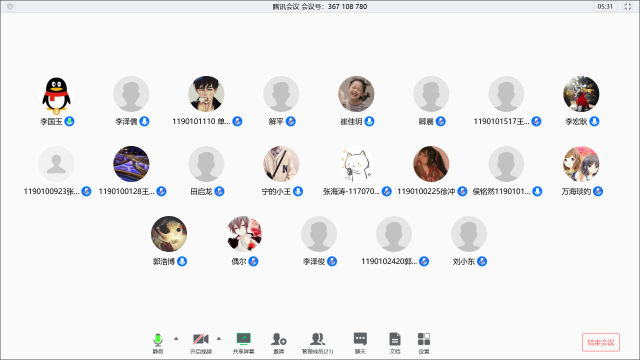 腾讯会议 会议号：367 108 780
05:31
李国玉 李泽儒 1190101110 单... 解平 崔佳玥 卿晨 1190101517王... 李宏耿
1190100923张... 1190100128王... 田启龙 宁的小王 张海涛-117070... 1190100225徐冲 侯铭然1190101... 万海琰妁
郭浩博 偶尔 李泽俊 1190102420郭... 刘小东
静音 开启视频 共享屏幕 邀请 管理成员(21) 聊天 文档 设置 结束会议